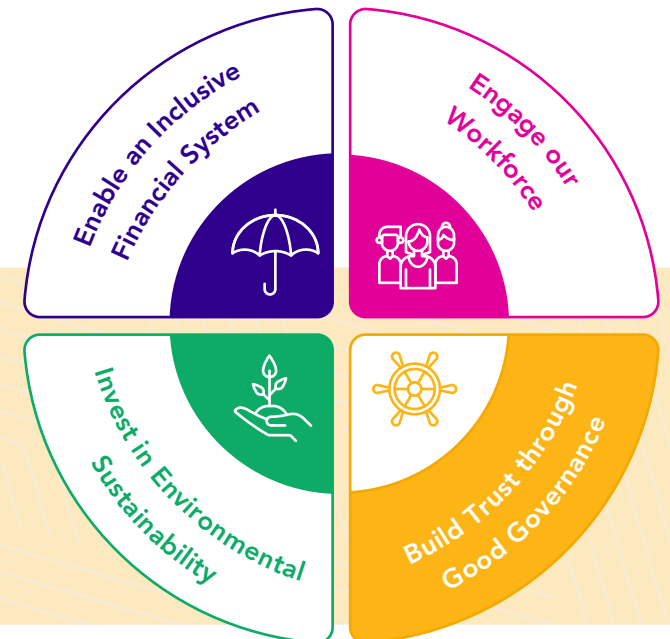 Enable an Inclusive
Financial System
Engage our
Workforce
Invest in Environmental
Sustainability
Build Trust through
Good Governance